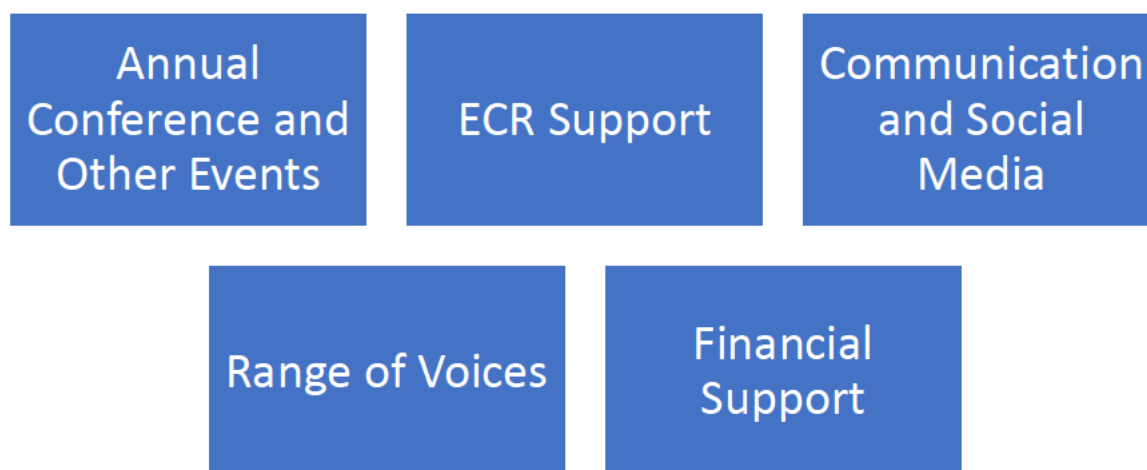 Annual
Conference and
Other Events
ECR Support
Communication
and Social
Media
Range of Voices
Financial
Support